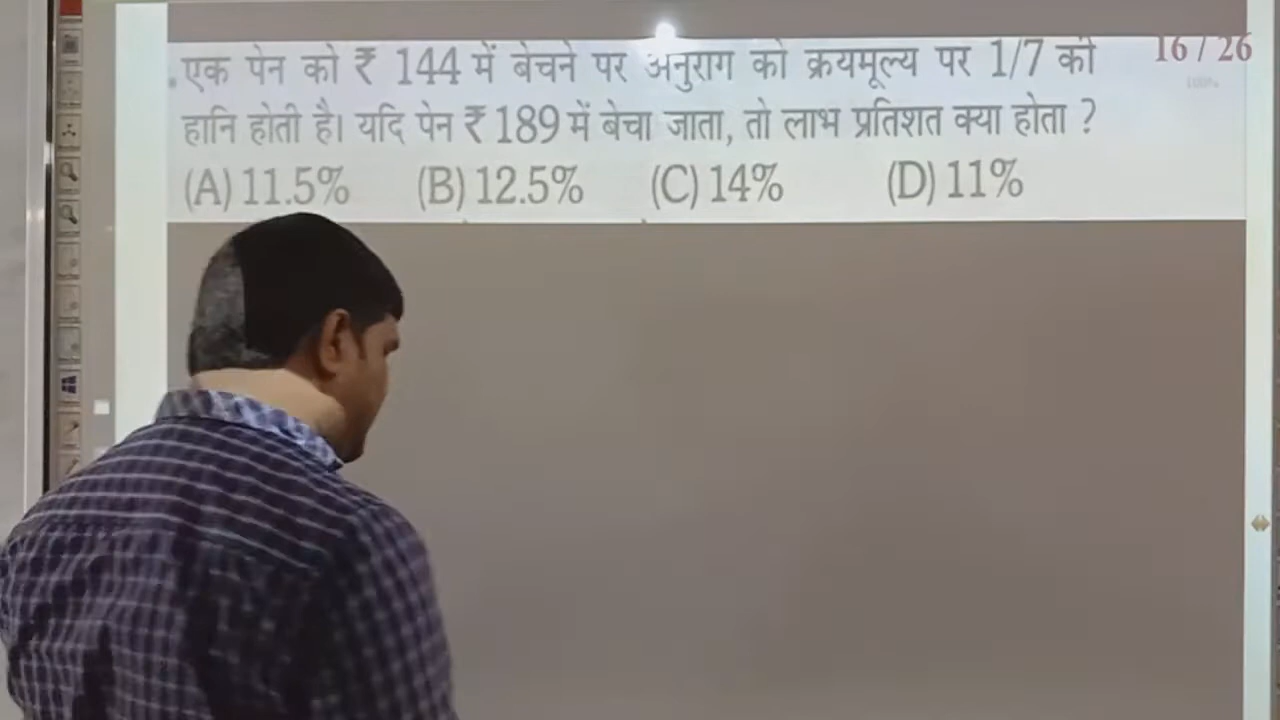 एक पेन को ₹ 144 में बेचने पर अनुराग को क्रयमूल्य पर 1/7 की
हानि होती है। यदि पेन ₹ 189 में बेचा जाता, तो लाभ प्रतिशत क्या होता ?
(A) 11.5% (B) 12.5% (C) 14% (D) 11%
16 / 26